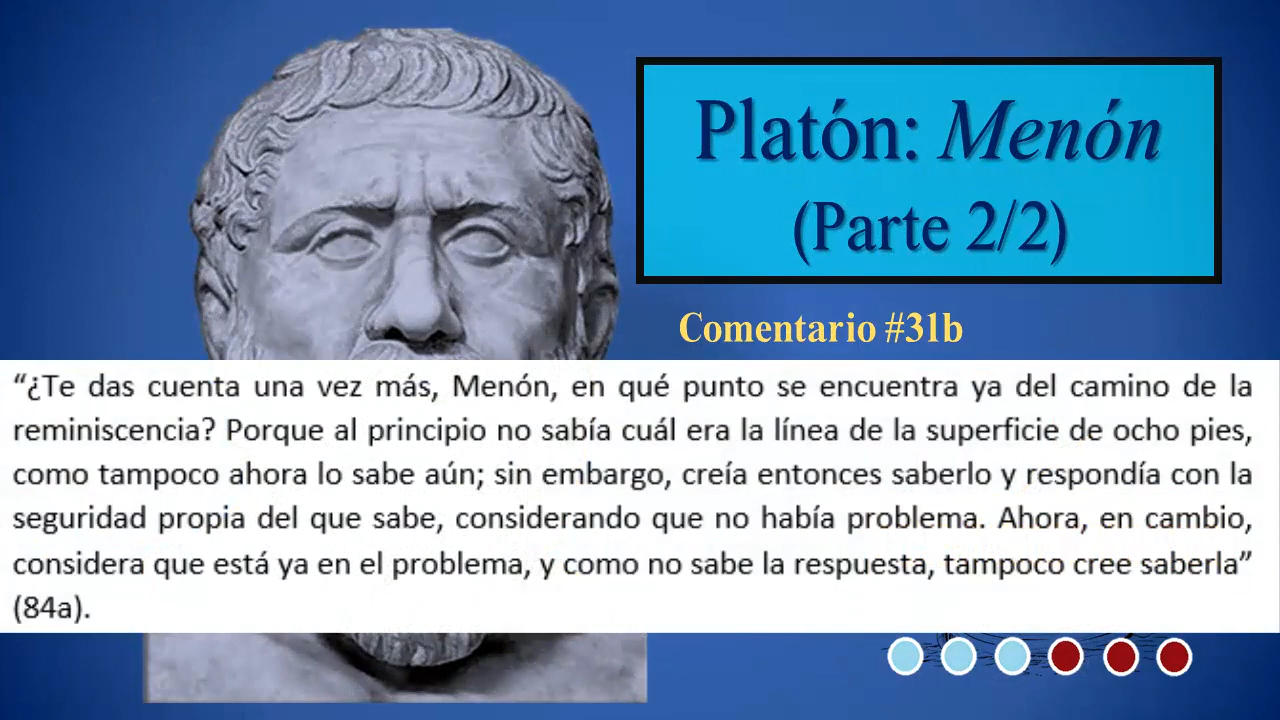 Platón: Menón
(Parte 2/2)
Comentario #31b
“¿Te das cuenta una vez más, Menón, en qué punto se encuentra ya del camino de la
reminiscencia? Porque al principio no sabía cuál era la línea de la superficie de ocho pies,
como tampoco ahora lo sabe aún; sin embargo, creía entonces saberlo y respondía con la
seguridad propia del que sabe, considerando que no había problema. Ahora, en cambio,
considera que está ya en el problema, y como no sabe la respuesta, tampoco cree saberla”
(84a).